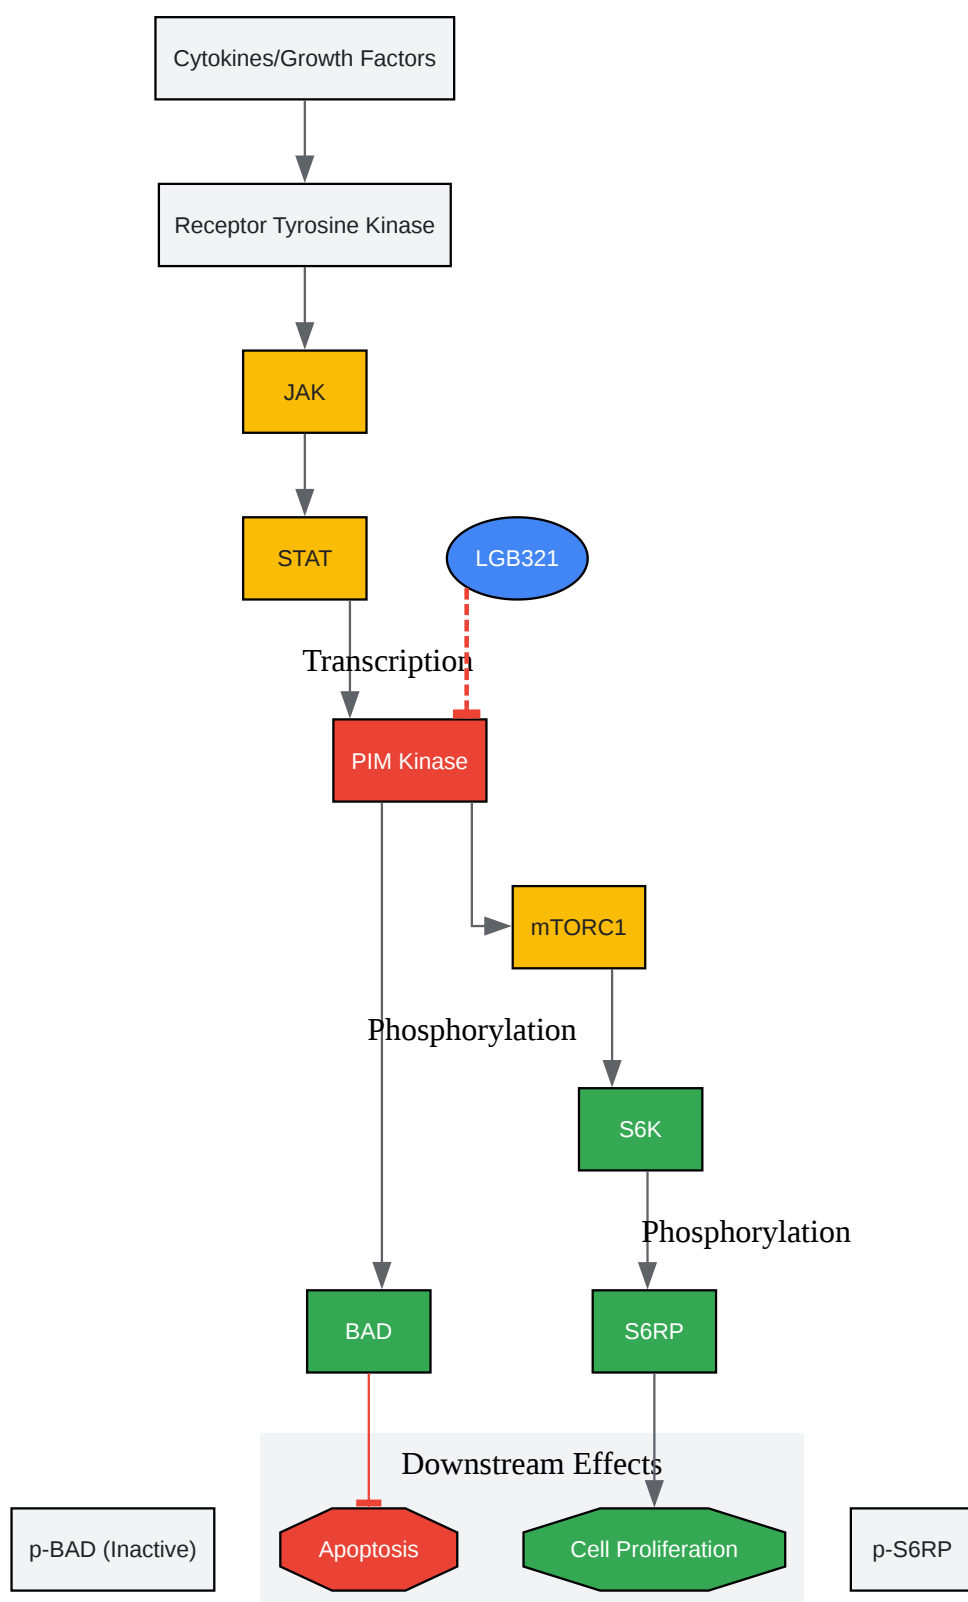 Cytokines/Growth Factors
Receptor Tyrosine Kinase
JAK
STAT
LGB321
Transcription
PIM Kinase
mTORC1
Phosphorylation
S6K
Phosphorylation
BAD
S6RP
Downstream Effects
p-BAD (Inactive)
Apoptosis
Cell Proliferation
p-S6RP